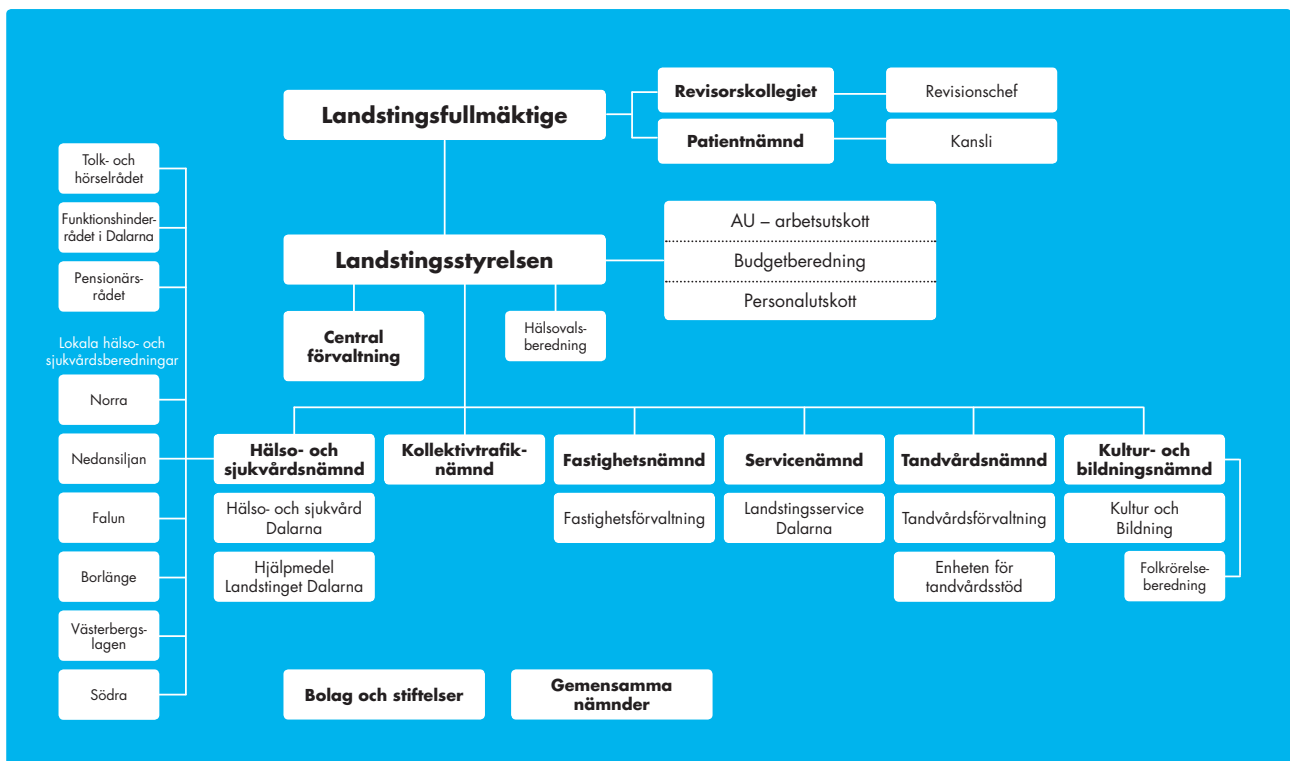 Landstingsfullmäktige
Revisorskollegiet
Revisionschef
Patientnämnd
Kansli
Tolk- och
hörselrådet
Funktionshinder-
rådet i Dalarna
Pensionärs-
rådet
Landstingsstyrelsen
AU – arbetsutskott
Budgetberedning
Personalutskott
Central
förvaltning
Hälsovals-
beredning
Lokala hälso- och
sjukvårdsberedningar
Norra
Nedansiljan
Falun
Borlänge
Västerbergs-
lagen
Södra
Hälso- och
sjukvårdsnämnd
Hälso- och sjukvård
Dalarna
Hjälpmedel
Landstinget Dalarna
Kollektivtrafik-
nämnd
Fastighetsnämnd
Fastighetsförvaltning
Servicenämnd
Landstingsservice
Dalarna
Tandvårdsnämnd
Tandvårdsförvaltning
Enheten för
tandvårdsstöd
Kultur- och
bildningsnämnd
Kultur och
Bildning
Folkrörelse-
beredning
Bolag och stiftelser
Gemensamma
nämnder